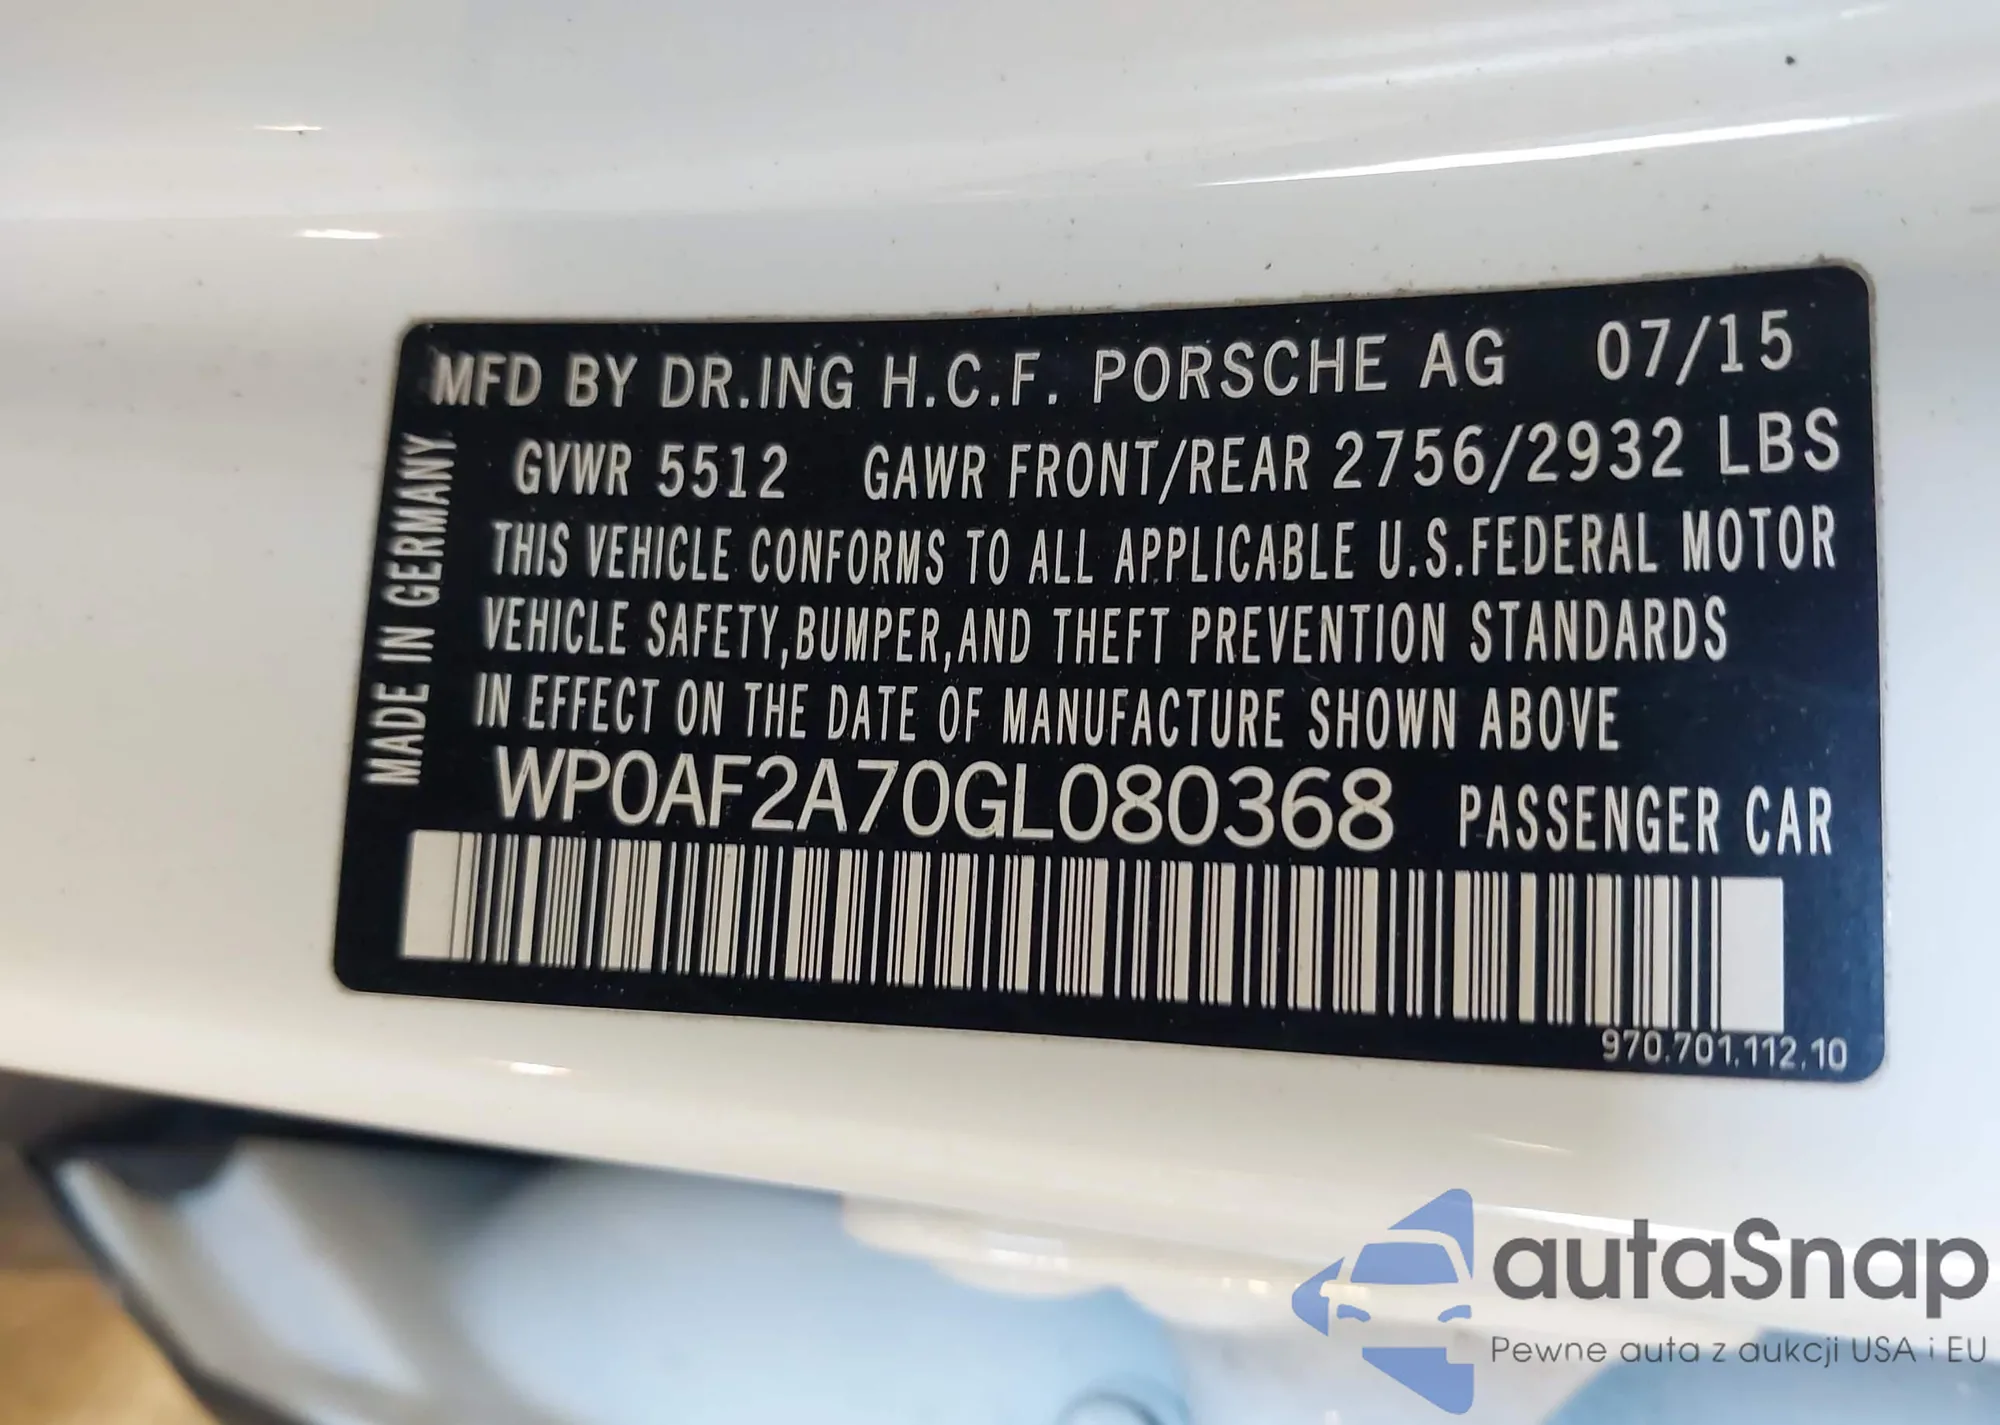 MFD BY DR.ING H.C.F. PORSCHE AG 07/15
GVWR 5512 GAWR FRONT/REAR 2756/2932 LBS
THIS VEHICLE CONFORMS TO ALL APPLICABLE U.S.FEDERAL MOTOR
VEHICLE SAFETY,BUMPER,AND THEFT PREVENTION STANDARDS
IN EFFECT ON THE DATE OF MANUFACTURE SHOWN ABOVE
WP0AF2A70GL080368 PASSENGER CAR
970.701.112.10
MADE IN GERMANY
autaSnap
Pewne auta z aukcji USA i EU